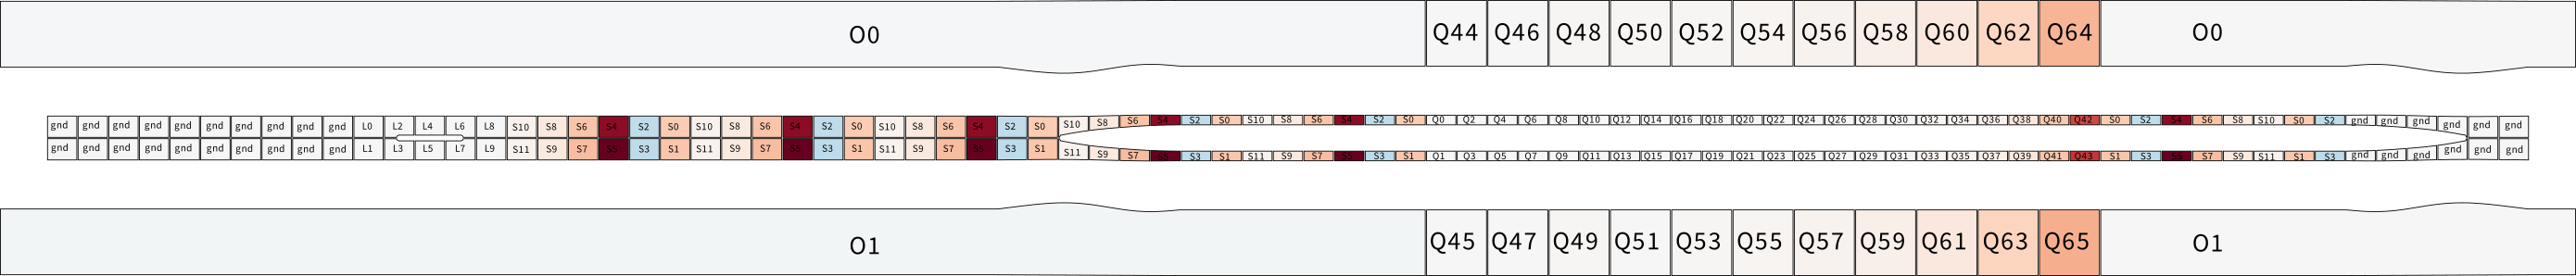 O0 Q44 Q46 Q48 Q50 Q52 Q54 Q56 Q58 Q60 Q62 Q64 O0
gnd gnd gnd gnd gnd gnd gnd gnd gnd gnd L0 L2 L4 L6 L8 S10 S8 S6 S4 S2 S0 S10 S8 S6 S4 S2 S0 S10 S8 S6 S4 S2 S0 S10 S8 S6 S4 S2 S0 S10 S8 S6 S4 S2 S0 Q0 Q2 Q4 Q6 Q8 Q10 Q12 Q14 Q16 Q18 Q20 Q22 Q24 Q26 Q28 Q30 Q32 Q34 Q36 Q38 Q40 Q42 S0 S2 S4 S6 S8 S10 S0 S2 gnd gnd gnd gnd gnd gnd
gnd gnd gnd gnd gnd gnd gnd gnd gnd gnd L1 L3 L5 L7 L9 S11 S9 S7 S5 S3 S1 S11 S9 S7 S5 S3 S1 S11 S9 S7 S5 S3 S1 S11 S9 S7 S5 S3 S1 S11 S9 S7 S5 S3 S1 Q1 Q3 Q5 Q7 Q9 Q11 Q13 Q15 Q17 Q19 Q21 Q23 Q25 Q27 Q29 Q31 Q33 Q35 Q37 Q39 Q41 Q43 S1 S3 S5 S7 S9 S11 S1 S3 gnd gnd gnd gnd gnd gnd
O1 Q45 Q47 Q49 Q51 Q53 Q55 Q57 Q59 Q61 Q63 Q65 O1